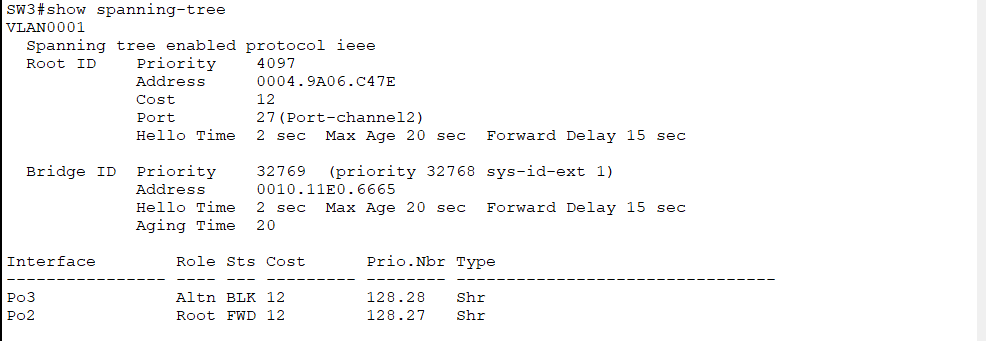 SW3#show spanning-tree
VLAN0001
  Spanning tree enabled protocol ieee
  Root ID    Priority    4097
             Address     0004.9A06.C47E
             Cost        12
             Port        27(Port-channel2)
             Hello Time  2 sec  Max Age 20 sec  Forward Delay 15 sec

  Bridge ID  Priority    32769  (priority 32768 sys-id-ext 1)
             Address     0010.11E0.6665
             Hello Time  2 sec  Max Age 20 sec  Forward Delay 15 sec
             Aging Time  20

Interface        Role Sts Cost      Prio.Nbr Type
---------------- ---- --- --------- -------- --------------------------------
Po3              Altn BLK 12        128.28   Shr
Po2              Root FWD 12        128.27   Shr